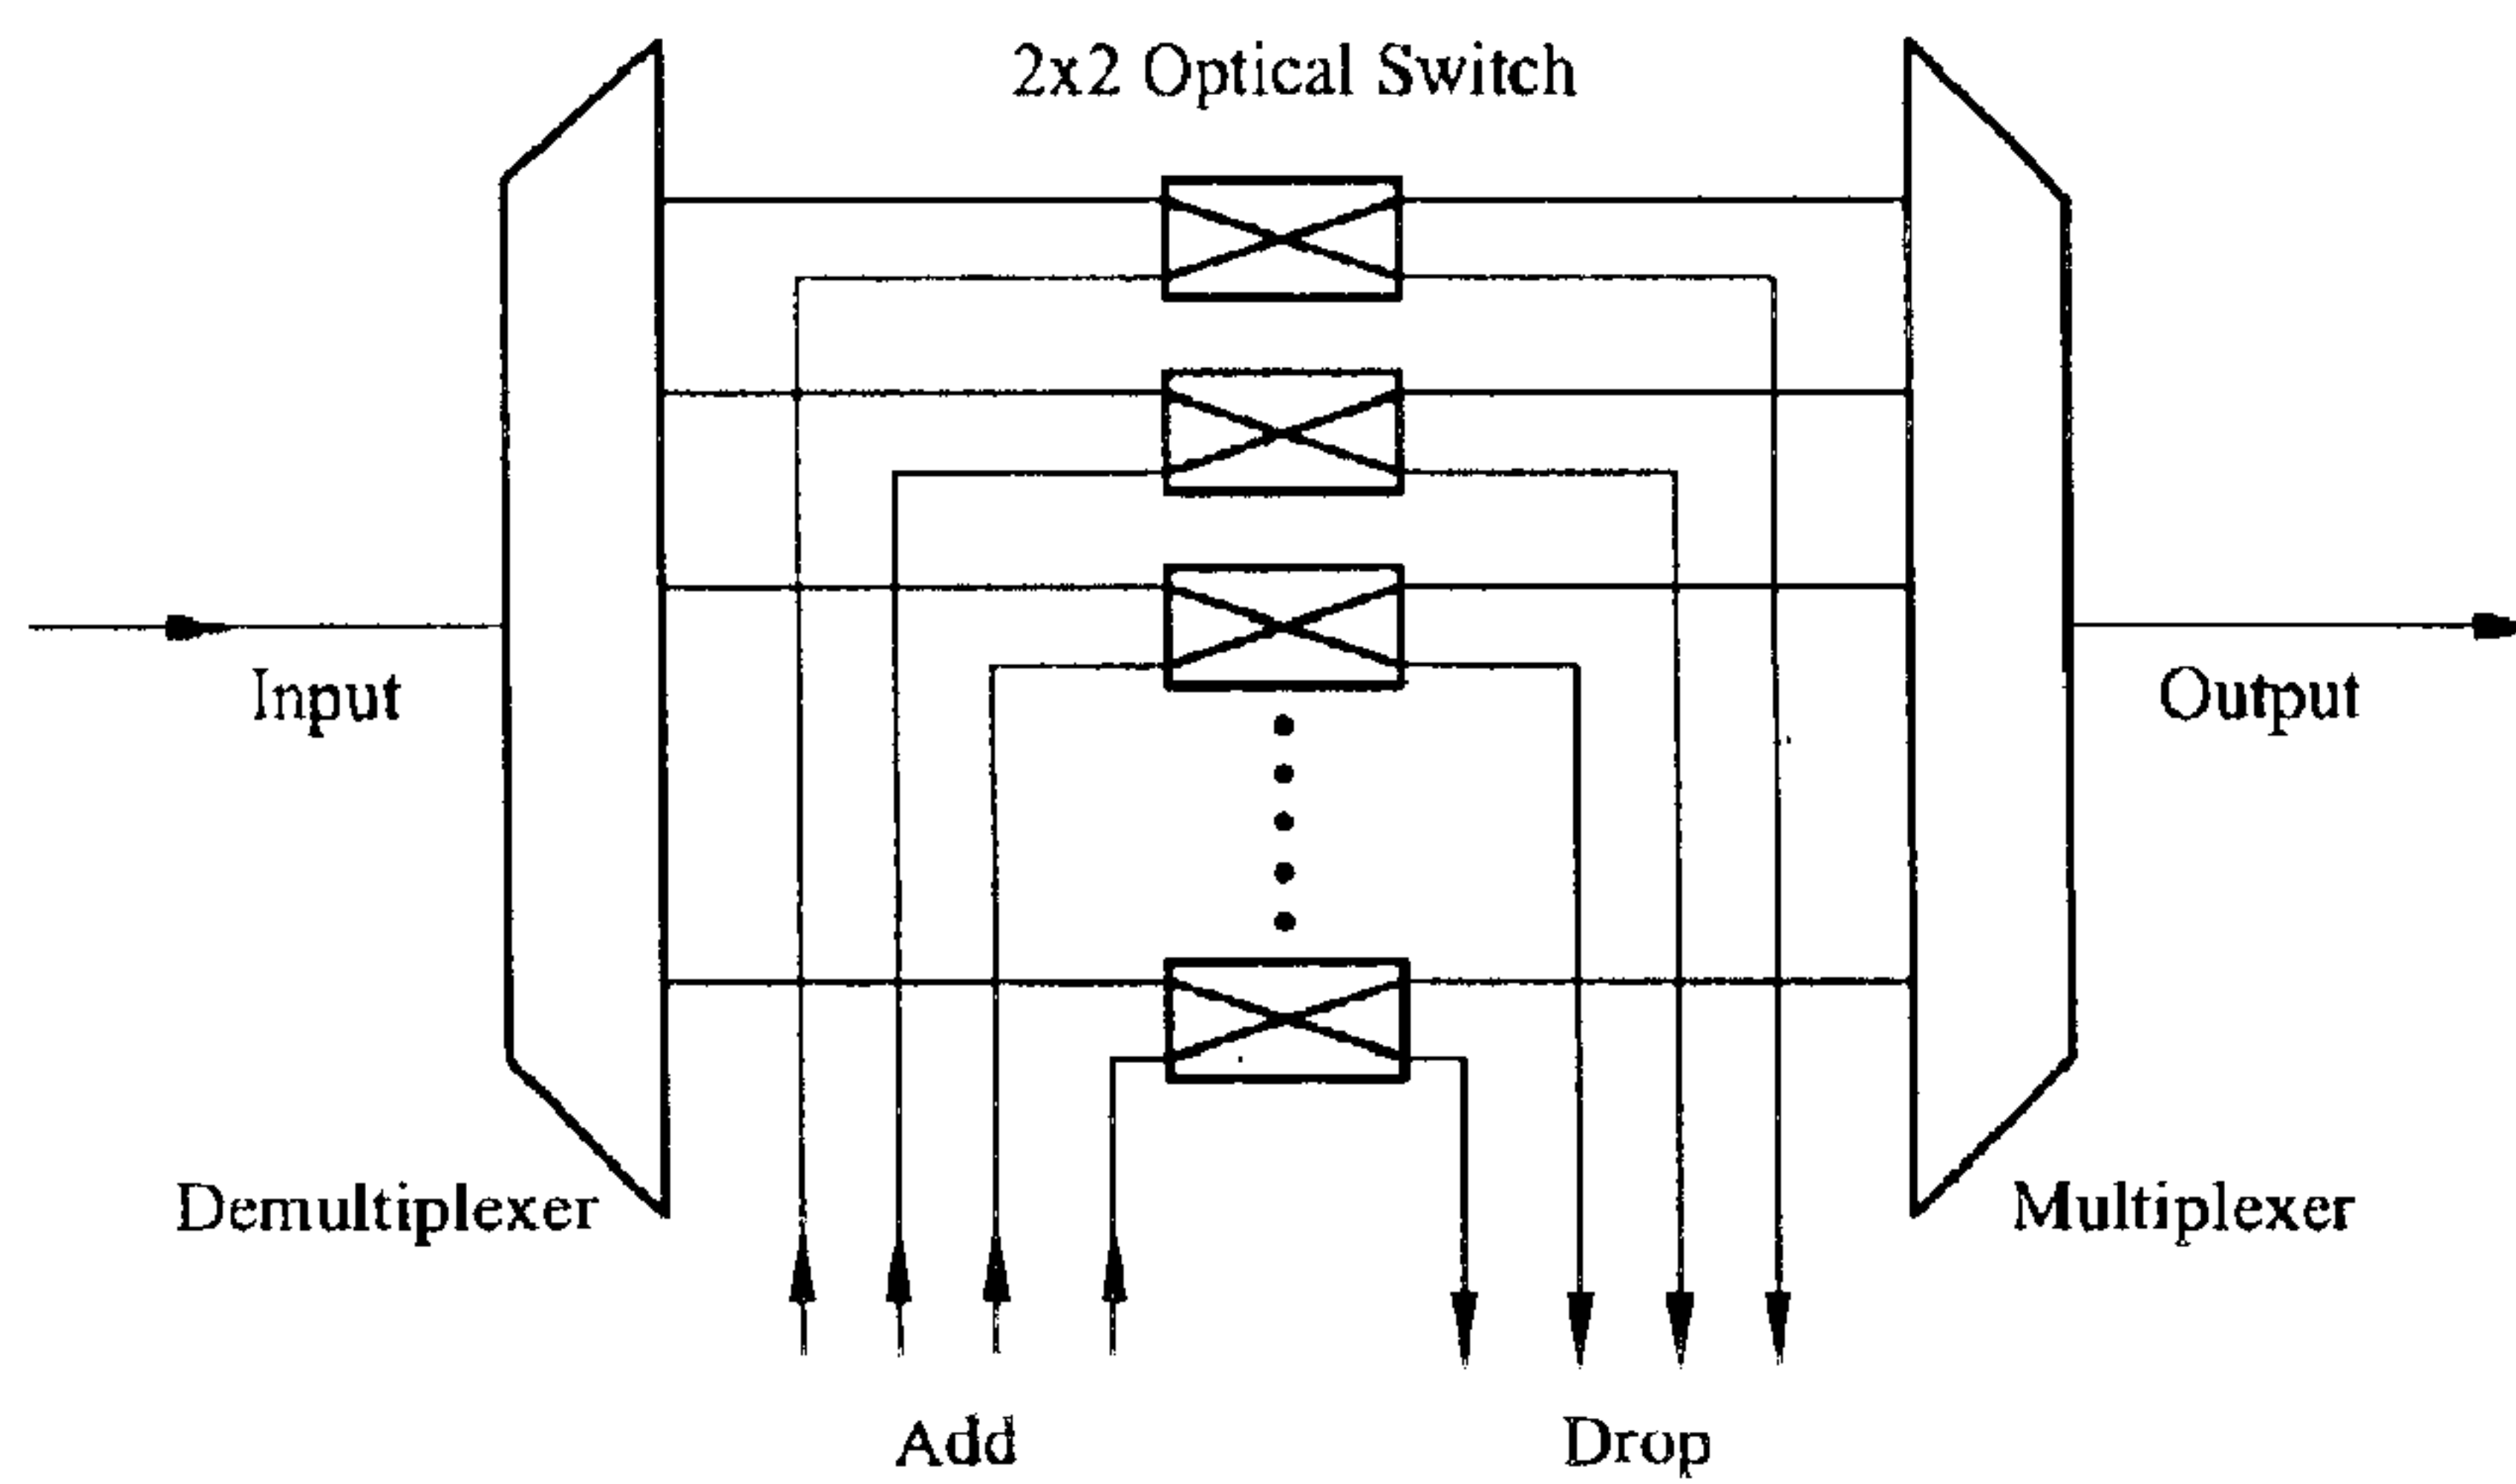 2x2 Optical Switch
Input
Output
Demultiplexer
Multiplexer
Add
Drop